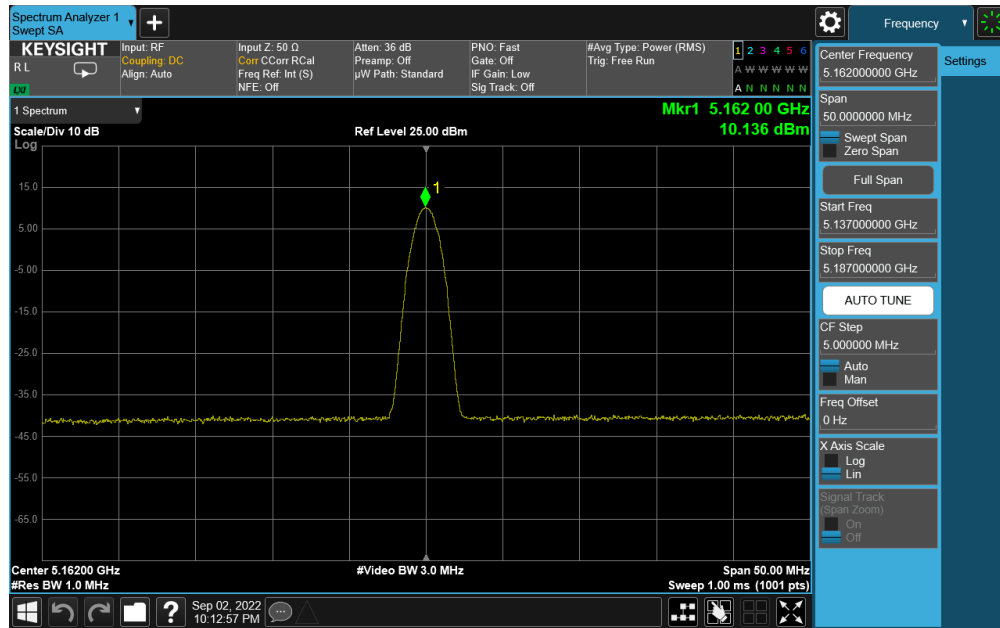 Spectrum Analyzer 1
Swept SA
Frequency
KEYSIGHT
R L
LXI
Input: RF
Coupling: DC
Align: Auto
Input Z: 50 Ω
Corr CCorr RCal
Freq Ref: Int (S)
NFE: Off
Atten: 36 dB
Preamp: Off
µW Path: Standard
PNO: Fast
Gate: Off
IF Gain: Low
Sig Track: Off
#Avg Type: Power (RMS)
Trig: Free Run
1 2 3 4 5 6
A W W W W W
A N N N N N
1 Spectrum
Mkr1 5.162 00 GHz
10.136 dBm
Scale/Div 10 dB
Ref Level 25.00 dBm
Log
15.0
5.00
-5.00
-15.0
-25.0
-35.0
-45.0
-55.0
-65.0
1
Center 5.16200 GHz
#Video BW 3.0 MHz
Span 50.00 MHz
#Res BW 1.0 MHz
Sweep 1.00 ms (1001 pts)
Sep 02, 2022
10:12:57 PM
?
Center Frequency
5.162000000 GHz
Settings
Span
50.0000000 MHz
Swept Span
Zero Span
Full Span
Start Freq
5.137000000 GHz
Stop Freq
5.187000000 GHz
AUTO TUNE
CF Step
5.000000 MHz
Auto
Man
Freq Offset
0 Hz
X Axis Scale
Log
Lin
Signal Track
(Span Zoom)
On
Off